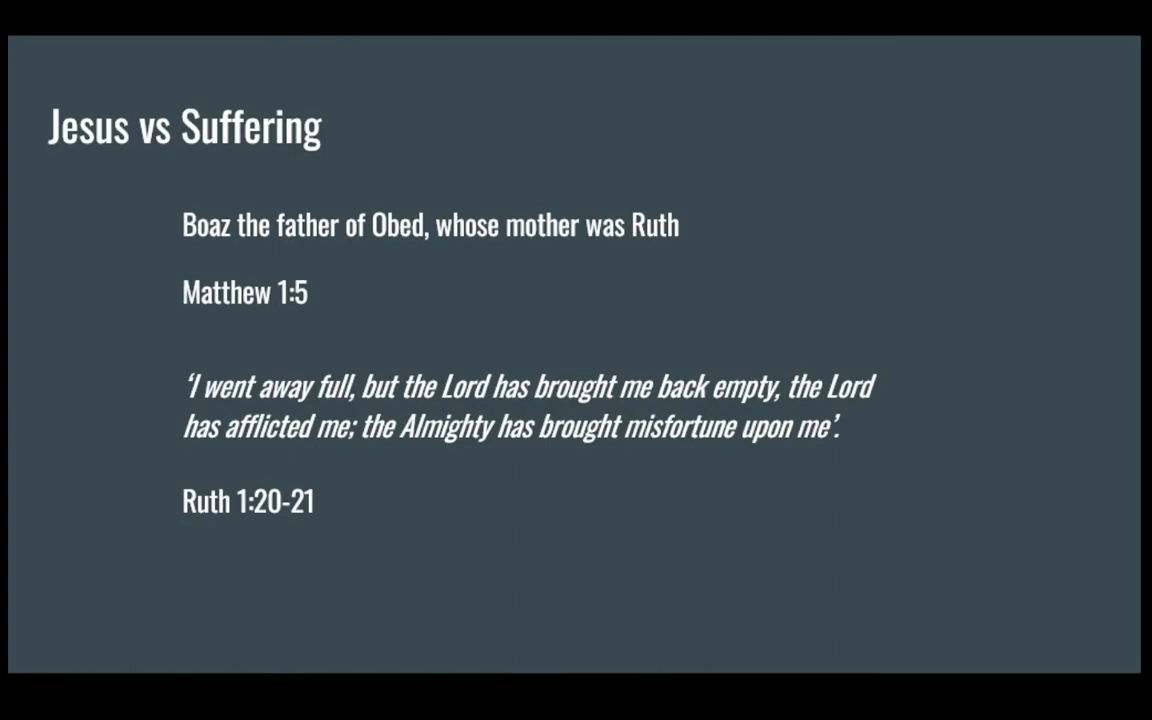 Jesus vs Suffering
Boaz the father of Obed, whose mother was Ruth
Matthew 1:5
‘I went away full, but the Lord has brought me back empty, the Lord
has afflicted me; the Almighty has brought misfortune upon me’.
Ruth 1:20-21